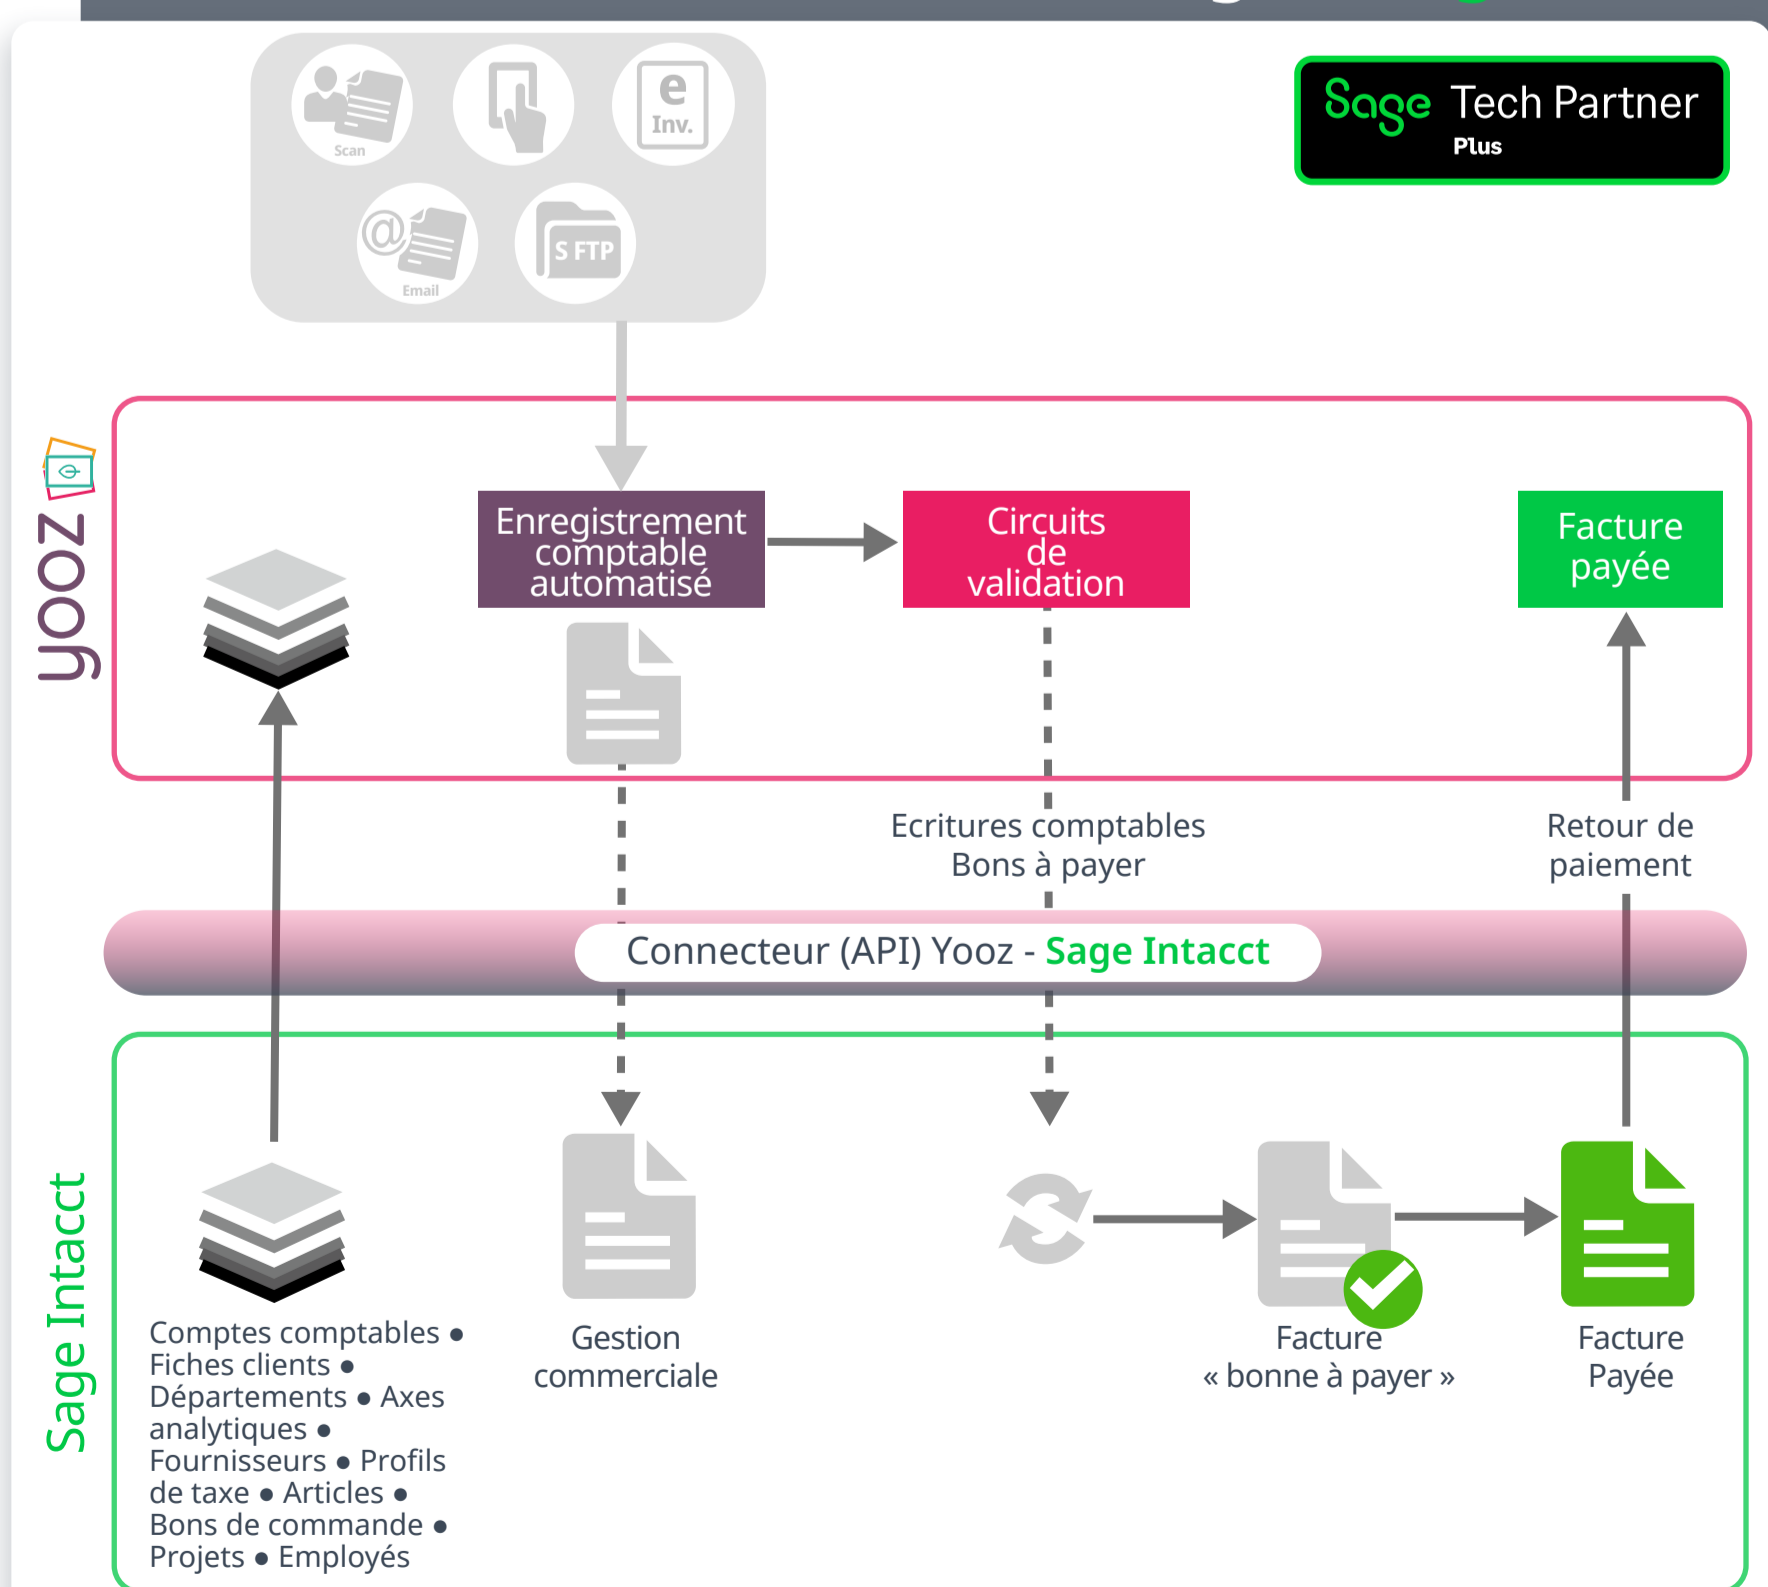 Scan
e
Inv.
@
Email
S FTP
Sage Tech Partner
Plus
yooz
Enregistrement
comptable
automatisé
Circuits
de
validation
Facture
payée
Ecritures comptables
Bons à payer
Retour de
paiement
Connecteur (API) Yooz - Sage Intacct
Sage Intacct
Comptes comptables ●
Fiches clients ●
Départements ● Axes
analytiques ●
Fournisseurs ● Profils
de taxe ● Articles ●
Bons de commande ●
Projets ● Employés
Gestion
commerciale
Facture
« bonne à payer »
Facture
Payée